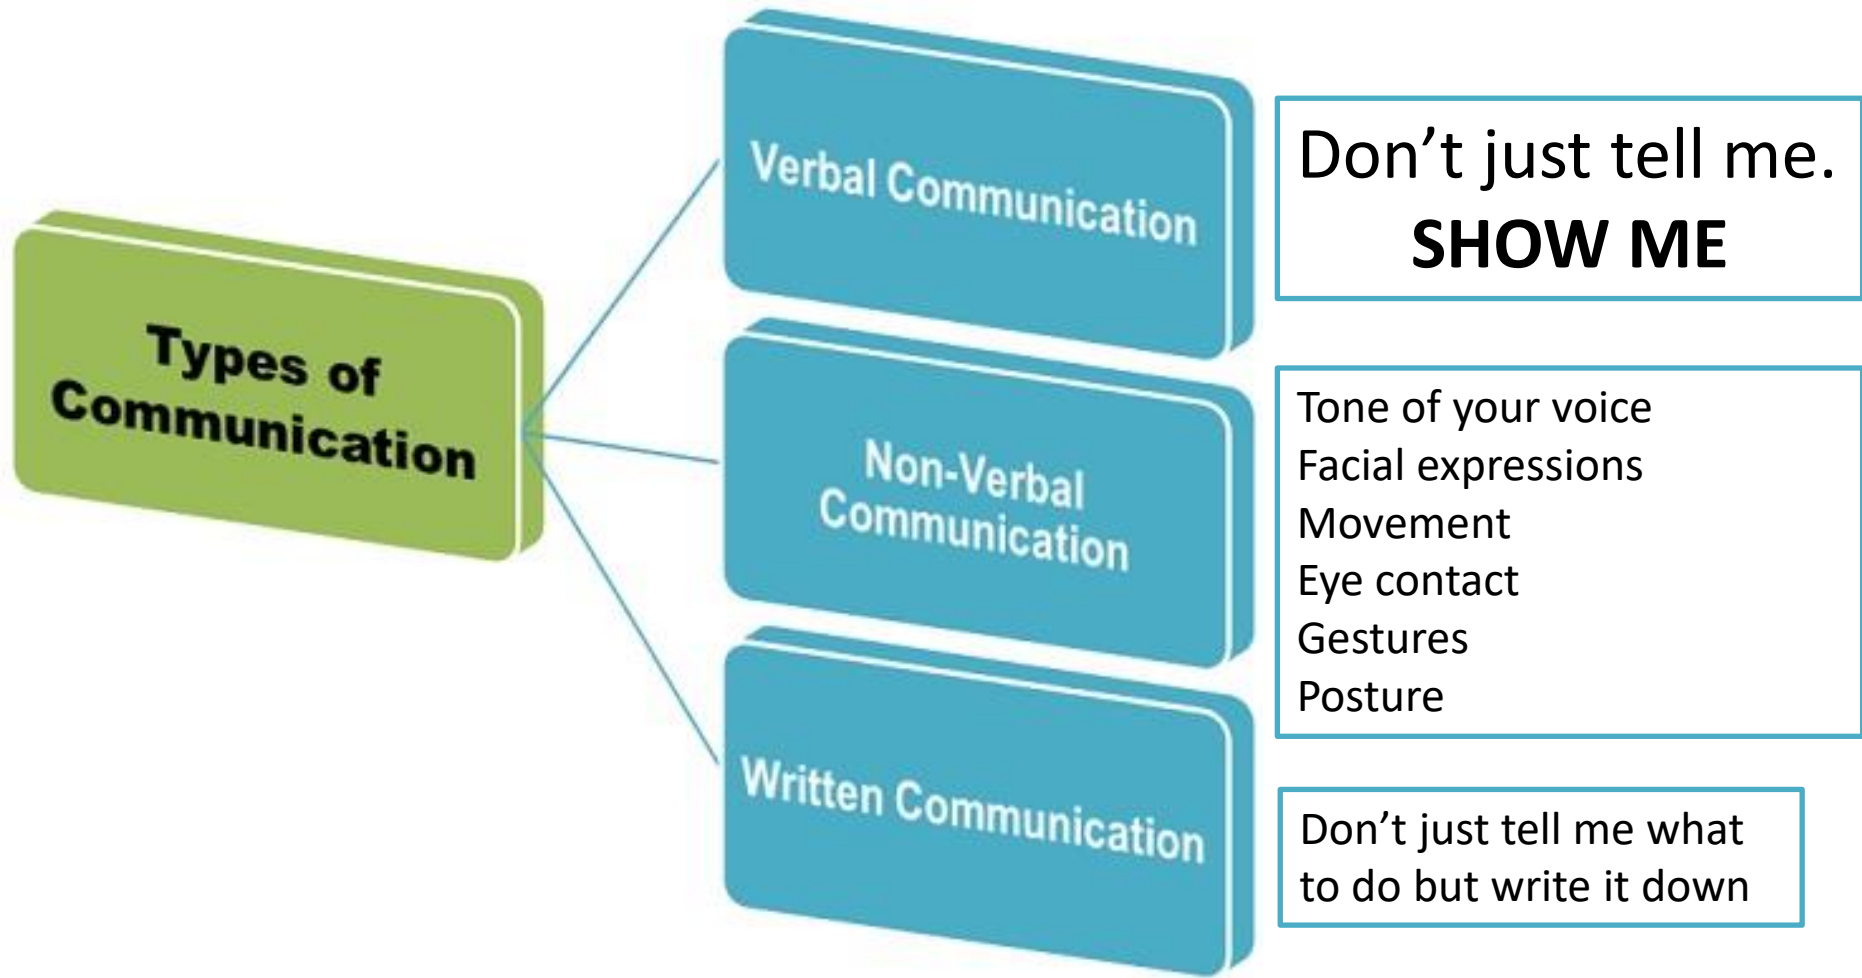 Types of
Communication
Verbal Communication
Don’t just tell me.
SHOW ME
Non-Verbal
Communication
Tone of your voice
Facial expressions
Movement
Eye contact
Gestures
Posture
Written Communication
Don’t just tell me what
to do but write it down